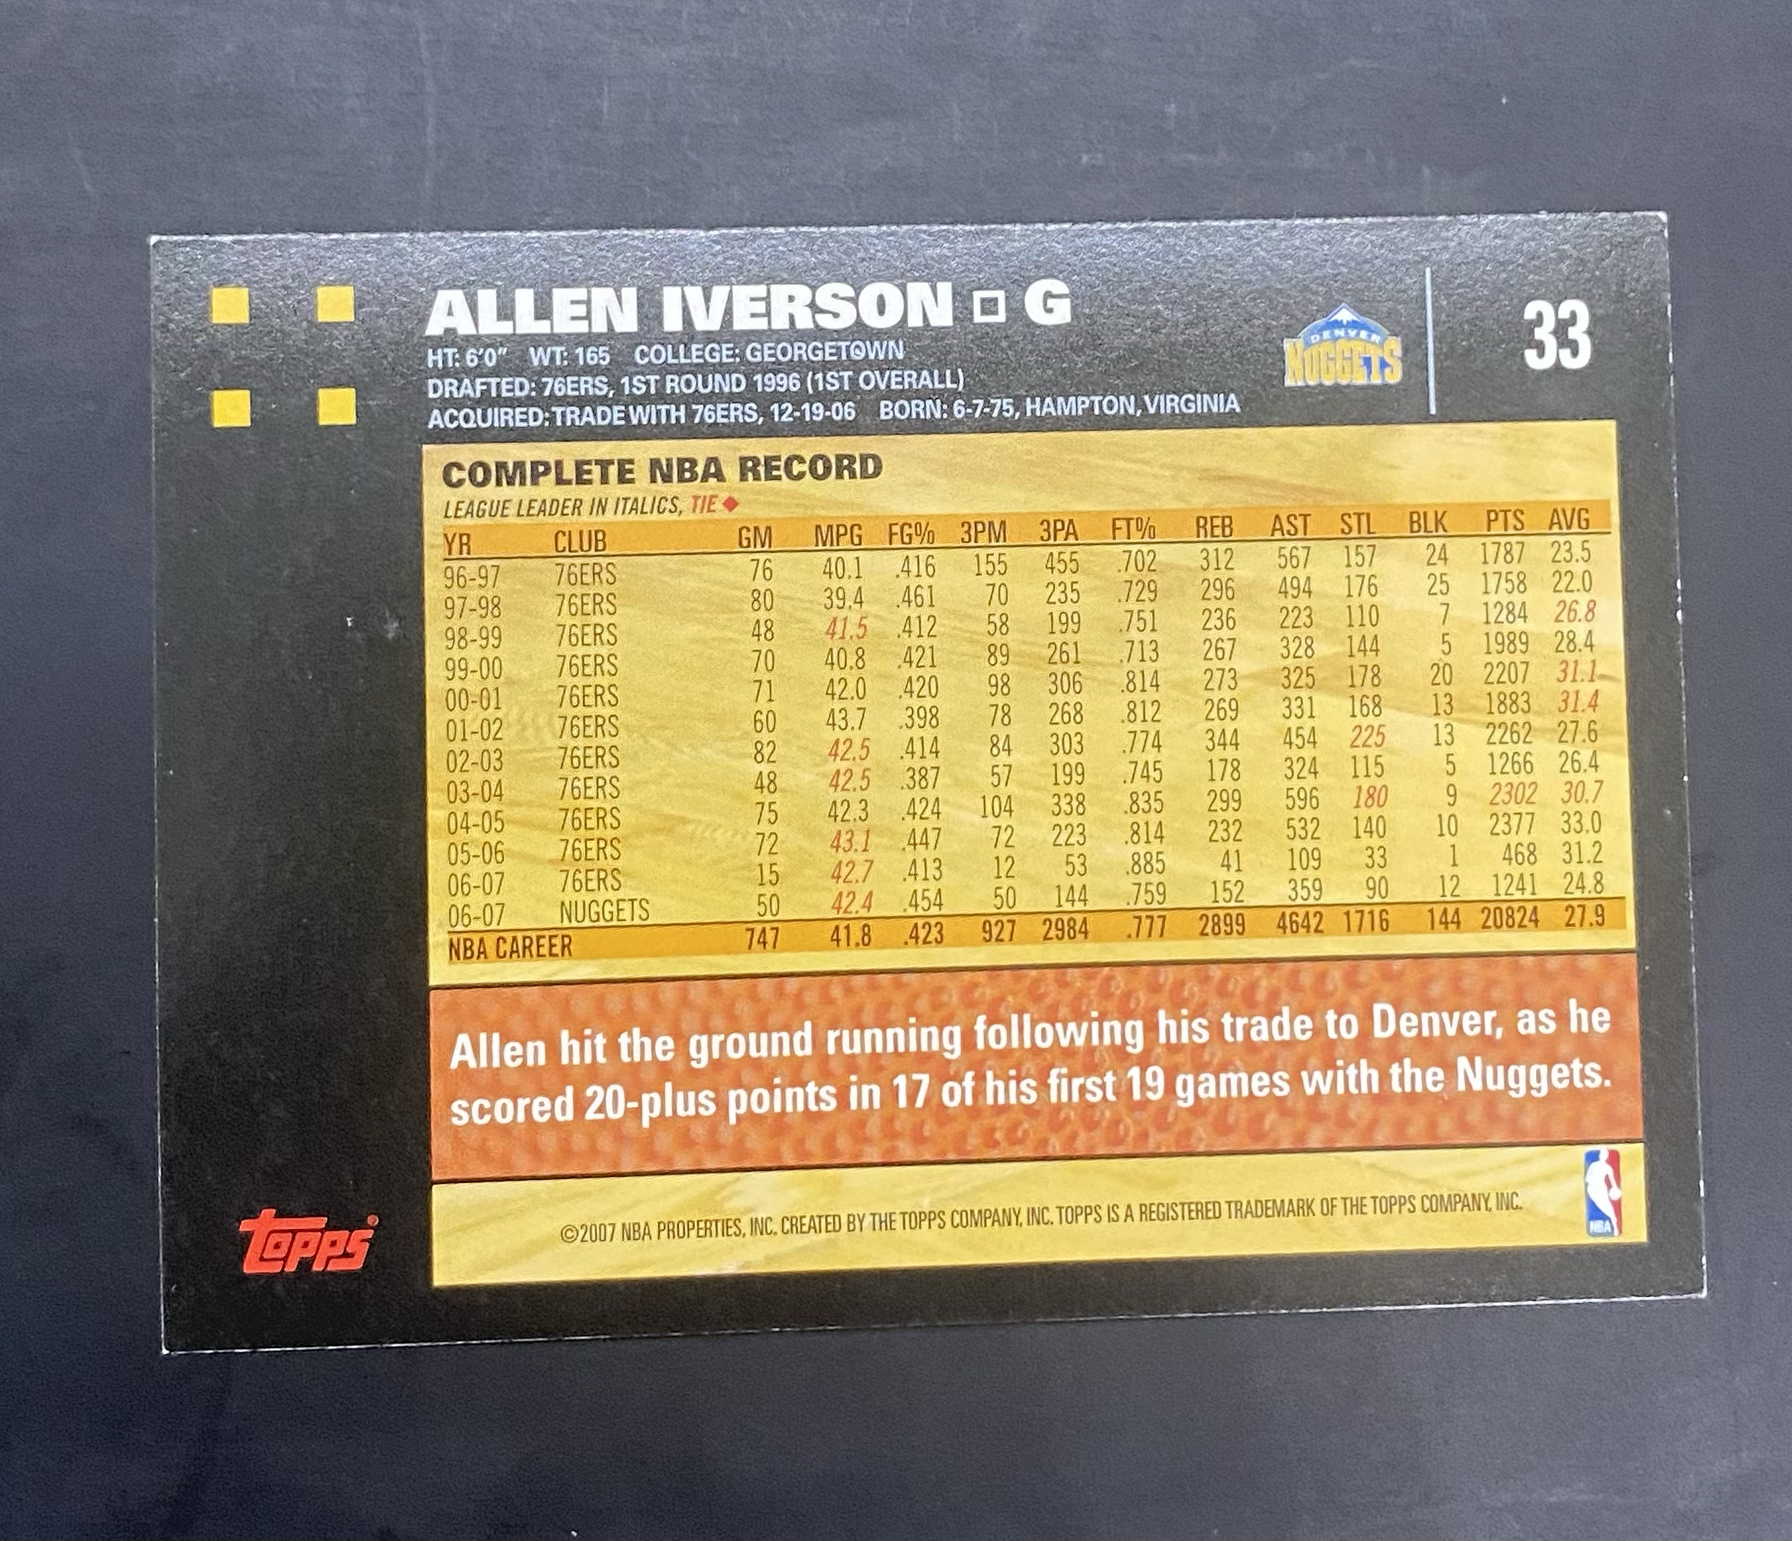 ALLEN IVERSON □ G
HT: 6'0" WT: 165 COLLEGE: GEORGETOWN
DRAFTED: 76ERS, 1ST ROUND 1996 (1ST OVERALL)
ACQUIRED: TRADE WITH 76ERS, 12-19-06 BORN: 6-7-75, HAMPTON, VIRGINIA
DENVER
NUGGETS
33
COMPLETE NBA RECORD
LEAGUE LEADER IN ITALICS, TIE ◆
YR CLUB GM MPG FG% 3PM 3PA FT% REB AST STL BLK PTS AVG
96-97 76ERS 76 40.1 .416 155 455 .702 312 567 157 24 1787 23.5
97-98 76ERS 80 39.4 .461 70 235 .729 296 494 176 25 1758 22.0
98-99 76ERS 48 41.5 .412 58 199 .751 236 223 110 7 1284 26.8
99-00 76ERS 70 40.8 .421 89 261 .713 267 328 144 5 1989 28.4
00-01 76ERS 71 42.0 .420 98 306 .814 273 325 178 20 2207 31.1
01-02 76ERS 60 43.7 .398 78 268 .812 269 331 168 13 1883 31.4
02-03 76ERS 82 42.5 .414 84 303 .774 344 454 225 13 2262 27.6
03-04 76ERS 48 42.5 .387 57 199 .745 178 324 115 5 1266 26.4
04-05 76ERS 75 42.3 .424 104 338 .835 299 596 180 9 2302 30.7
05-06 76ERS 72 43.1 .447 72 223 .814 232 532 140 10 2377 33.0
06-07 76ERS 15 42.7 .413 12 53 .885 41 109 33 1 468 31.2
06-07 NUGGETS 50 42.4 .454 50 144 .759 152 359 90 12 1241 24.8
NBA CAREER 747 41.8 .423 927 2984 .777 2899 4642 1716 144 20824 27.9
Allen hit the ground running following his trade to Denver, as he
scored 20-plus points in 17 of his first 19 games with the Nuggets.
topps
©2007 NBA PROPERTIES, INC. CREATED BY THE TOPPS COMPANY, INC. TOPPS IS A REGISTERED TRADEMARK OF THE TOPPS COMPANY, INC.
NBA